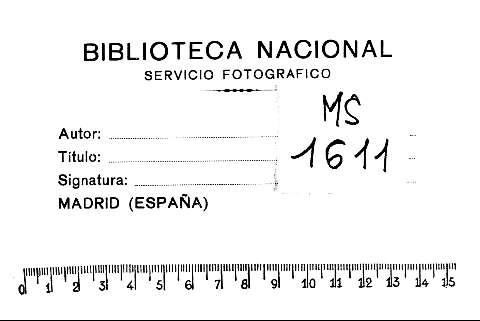 BIBLIOTECA NACIONAL
SERVICIO FOTOGRAFICO
MS
Autor:
1611
Título:
Signatura:
MADRID (ESPAÑA)
0 1 2 3 4 5 6 7 8 9 10 11 12 13 14 15